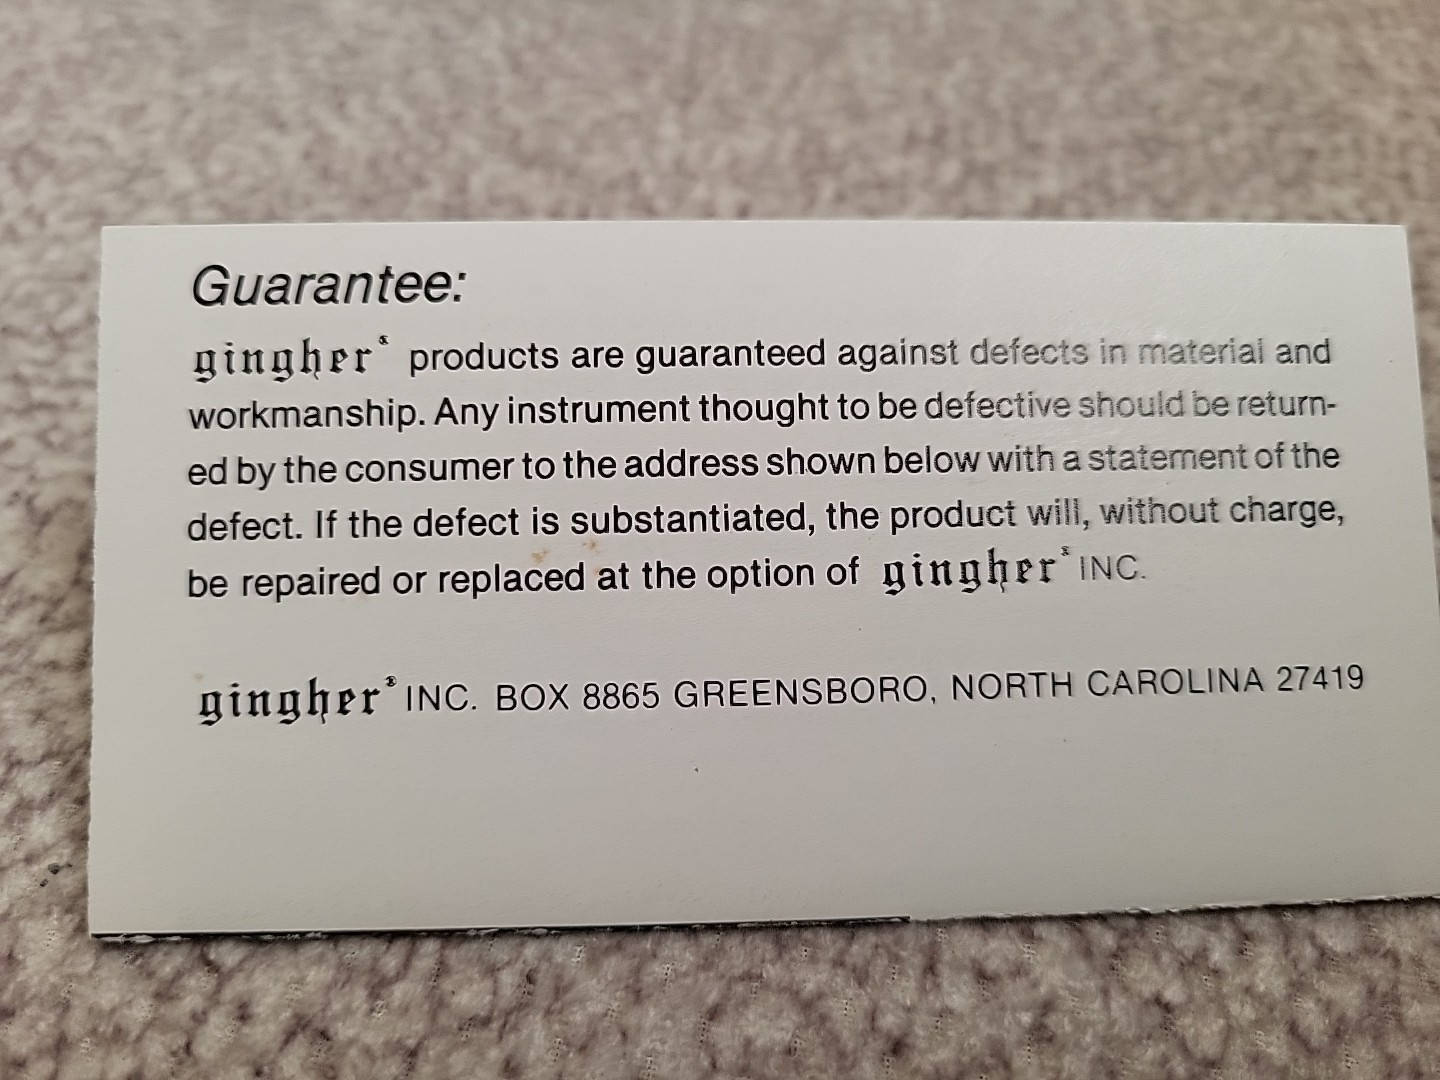 Guarantee:
gingher® products are guaranteed against defects in material and
workmanship. Any instrument thought to be defective should be return-
ed by the consumer to the address shown below with a statement of the
defect. If the defect is substantiated, the product will, without charge,
be repaired or replaced at the option of gingher® INC.
gingher® INC. BOX 8865 GREENSBORO, NORTH CAROLINA 27419